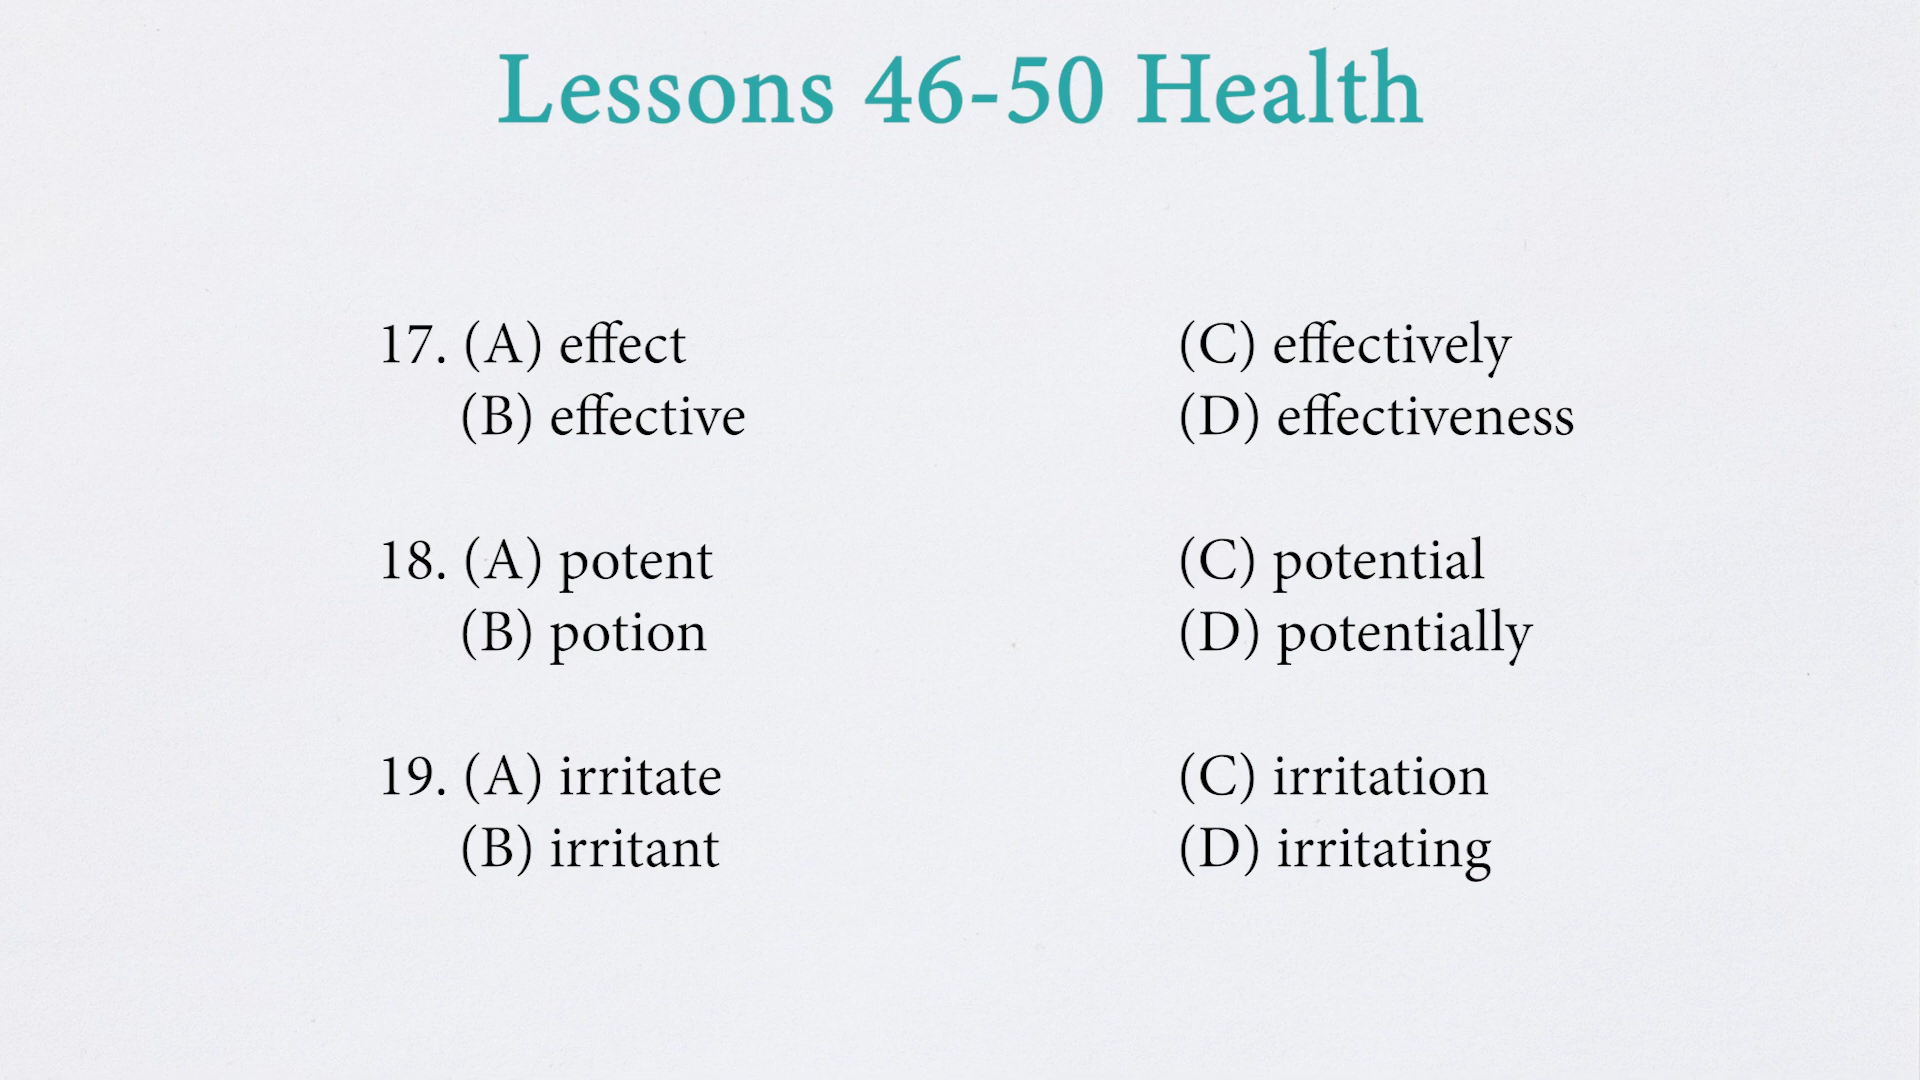 Lessons 46-50 Health
17. (A) effect (C) effectively
(B) effective (D) effectiveness
18. (A) potent (C) potential
(B) potion (D) potentially
19. (A) irritate (C) irritation
(B) irritant (D) irritating